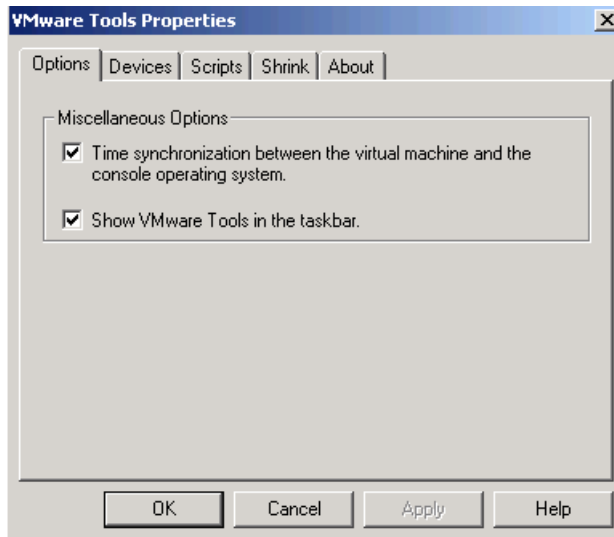 VMware Tools Properties
Options Devices Scripts Shrink About
Miscellaneous Options
Time synchronization between the virtual machine and the
console operating system.
Show VMware Tools in the taskbar.
OK Cancel Apply Help